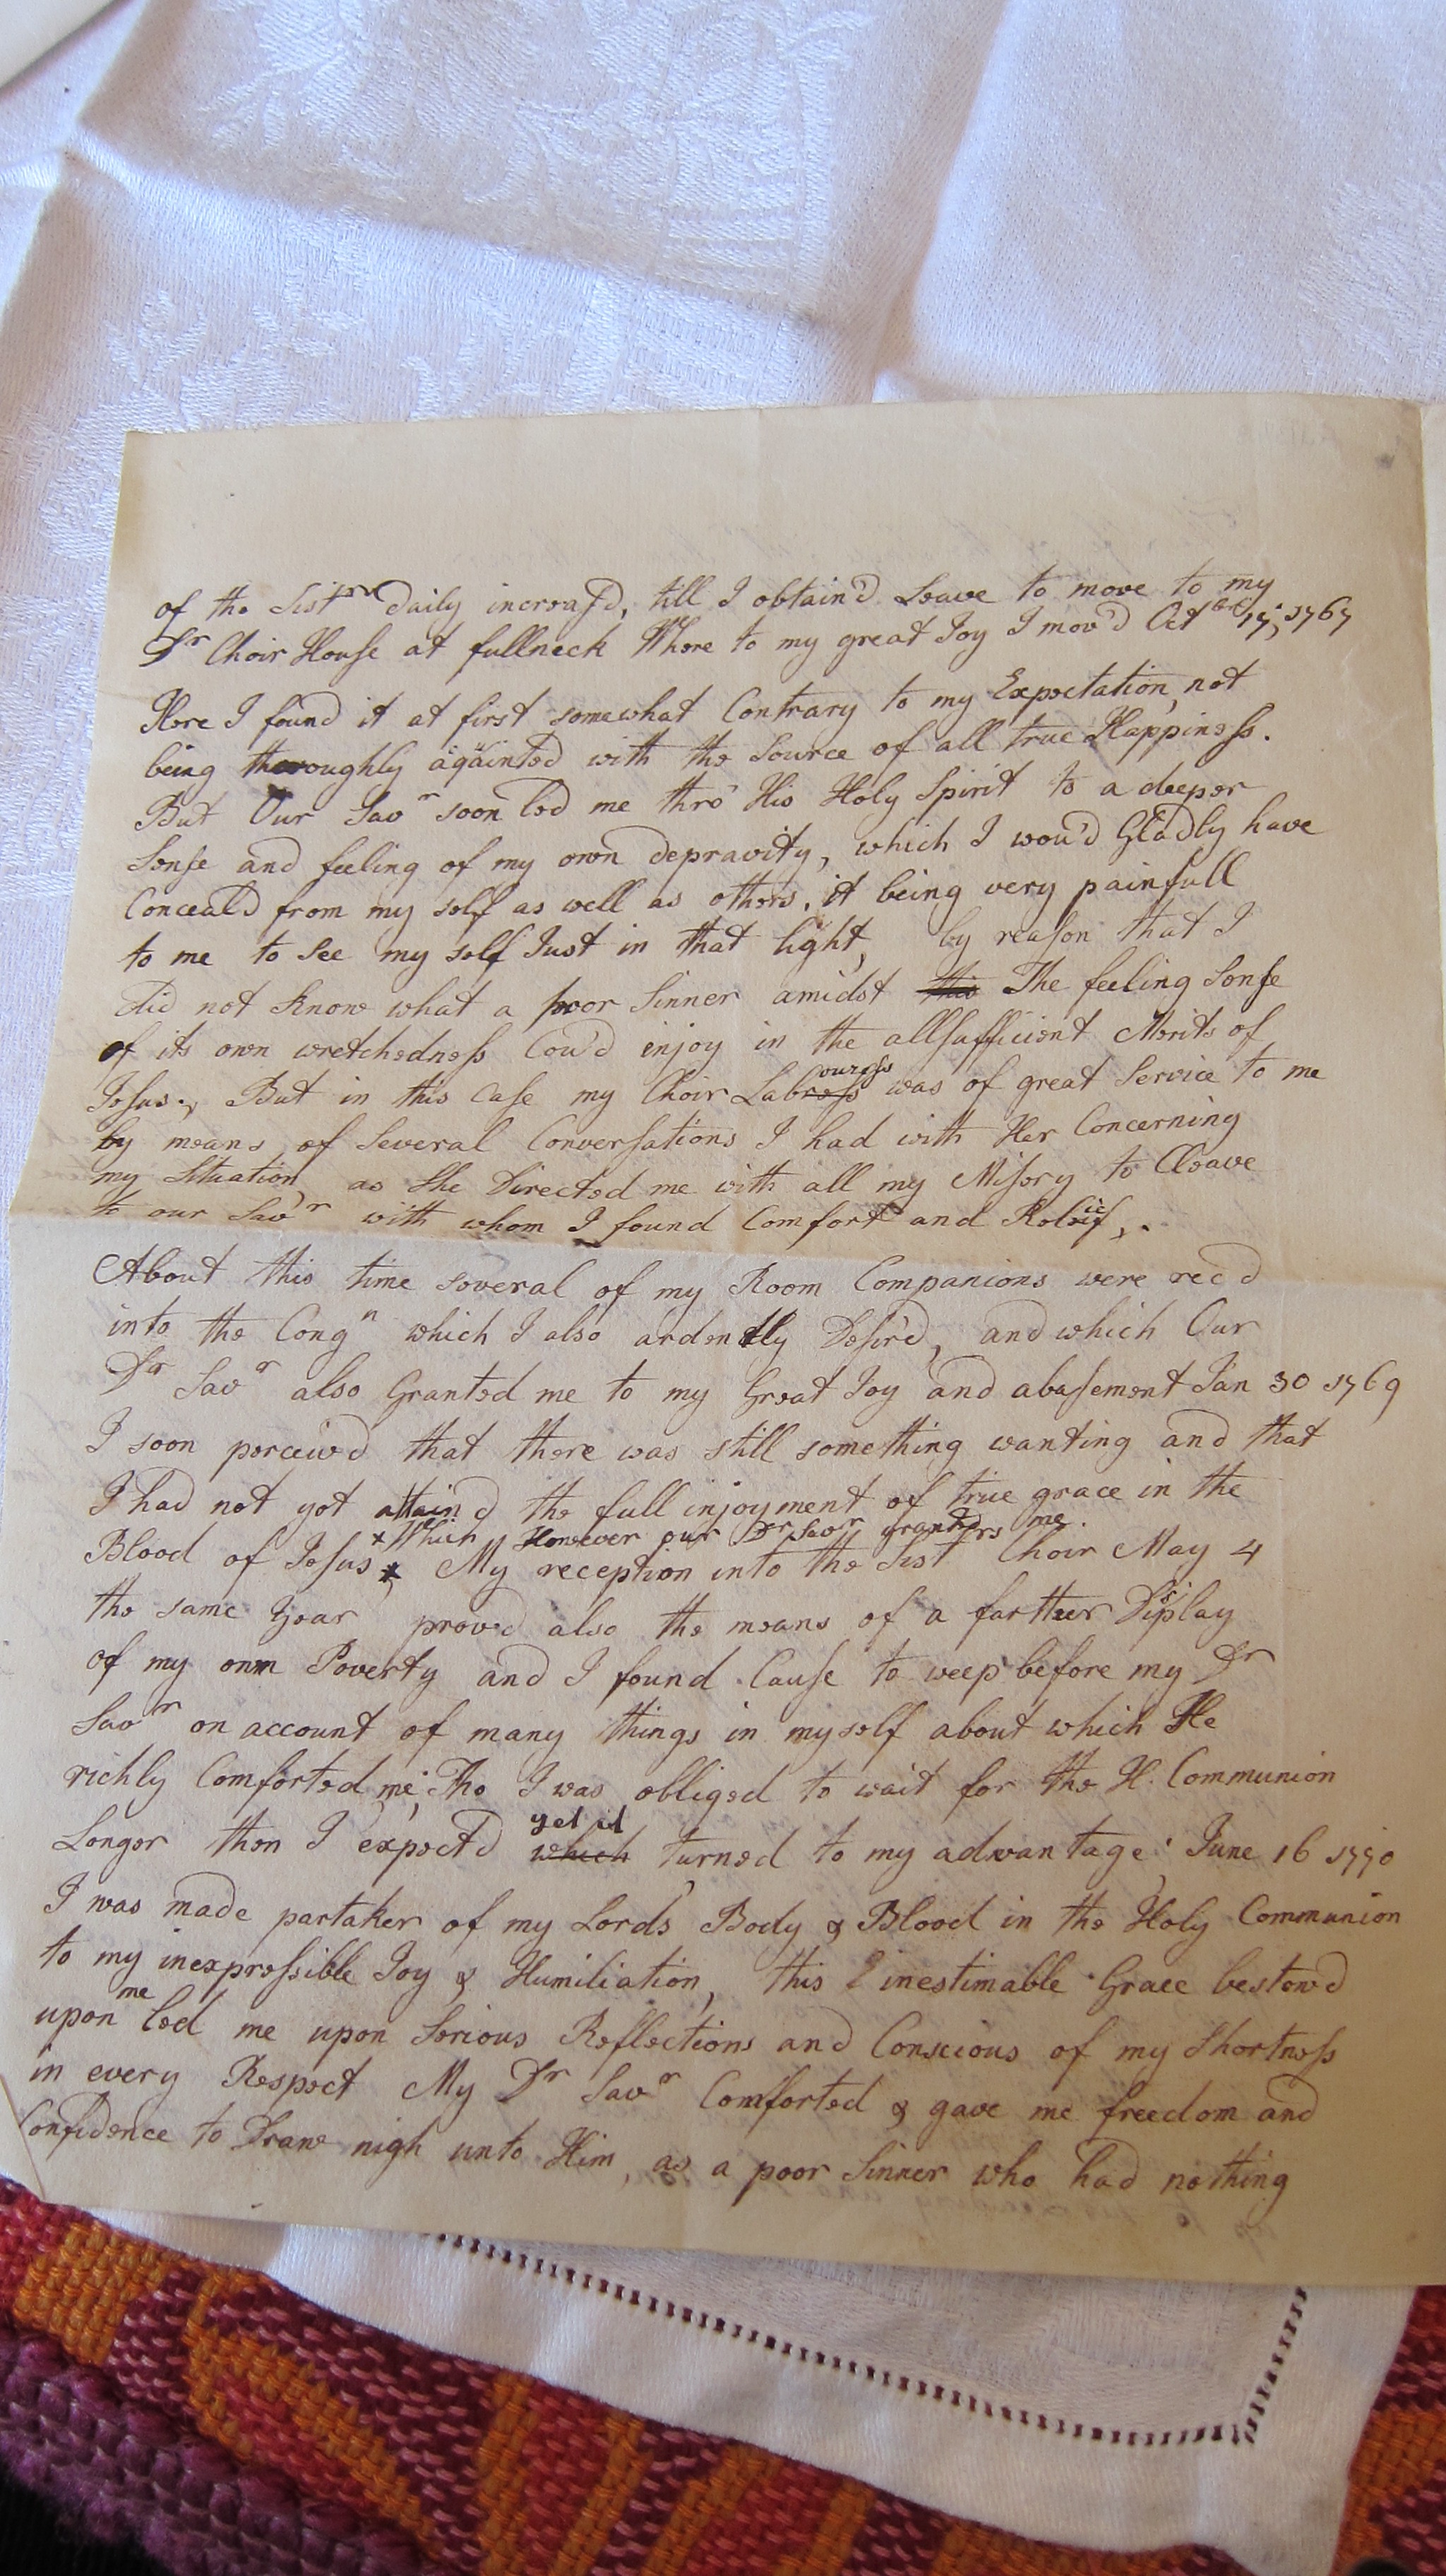 of the Sistrs Daily increas'd, till I obtain'd Leave to move to my
Dr Choir House at fullneck Where to my great Joy I mov'd Octber 17, 1767
Here I found it at first somewhat Contrary to my Expectation, not
being thoroughly aqäinted with the Source of all true Happiness.
But Our Savr soon led me thro' His Holy Spirit to a deeper
Sense and feeling of my own depravity, which I wou'd Gladly have
Conceal'd from my self as well as others, it being very painfull
to me to see my self Just in that light, by reason that I
did not know what a poor Sinner amidst this The feeling Sense
of its own wretchedness Cou'd injoy in the allsufficient Merits of
Jesus., But in this Case my Choir Labouress was of great Service to me
by means of Several Conversations I had with Her Concerning
my Situation as She Directed me with all my Misery to Cleave
to our Savr with whom I found Comfort and Releif,.
About this time several of my Room Companions were rec'd
into the Congn which I also ardently Desir'd, and which Our
Dr Savr also Granted me to my Great Joy and abasement Jan 30 1769
I soon perceiv'd that there was still something wanting and that
I had not yet attain'd the full injoyment of true grace in the
*Which However our Dr Savr granted me.
Blood of Jesus * My reception into the Sistrs Choir May 4
the same Year prov'd also the means of a farther Display
of my own Poverty and I found Cause to weep before my Dr
Savr on account of many things in myself about which He
richly Comforted me; Tho I was obliged to wait for the H. Communion
yet it
Longer then I expect'd which turned to my advantage; June 16 1770
I was made partaker of my Lords Body & Blood in the Holy Communion
to my inexpressible Joy & Humiliation, this inestimable Grace bestow'd
me
upon led me upon Serious Reflections and Conscious of my Shortness
in every Respect My Dr Savr Comforted & gave me freedom and
Confidence to Draw nigh unto Him, as a poor Sinner who had nothing